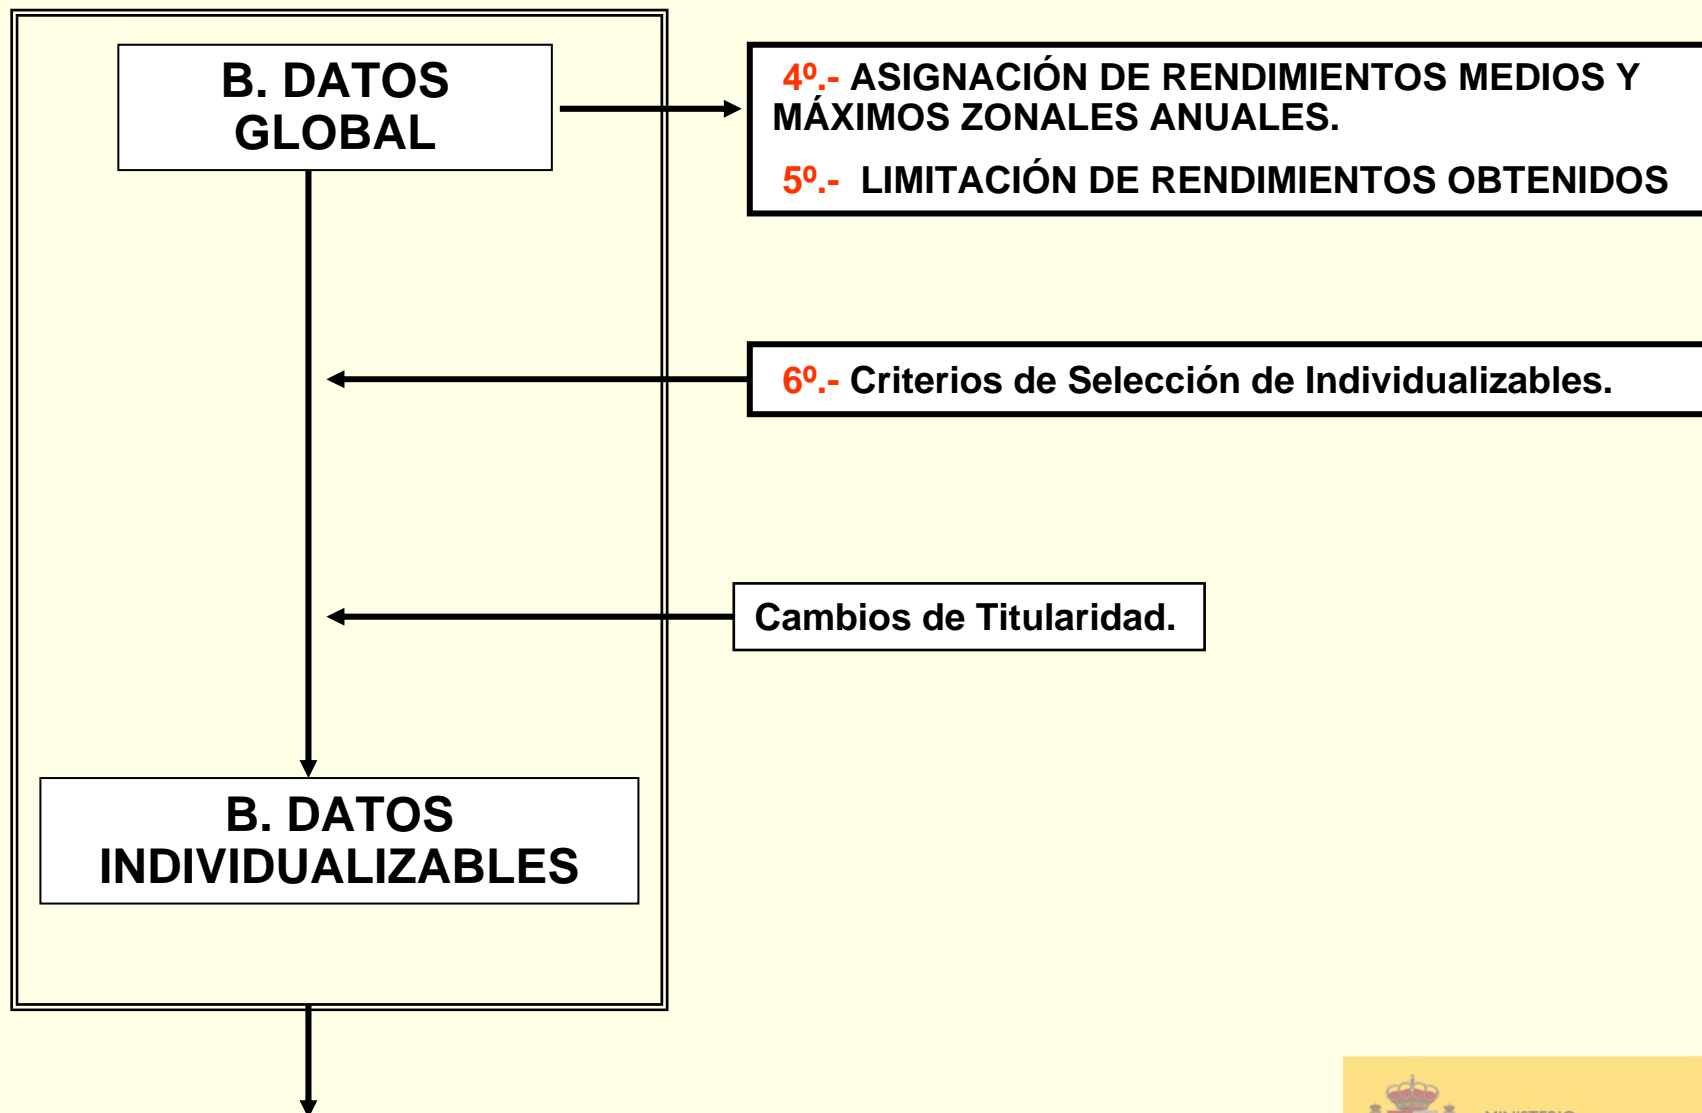 B. DATOS
GLOBAL
4º.- ASIGNACIÓN DE RENDIMIENTOS MEDIOS Y
MÁXIMOS ZONALES ANUALES.
5º.- LIMITACIÓN DE RENDIMIENTOS OBTENIDOS
6º.- Criterios de Selección de Individualizables.
Cambios de Titularidad.
B. DATOS
INDIVIDUALIZABLES